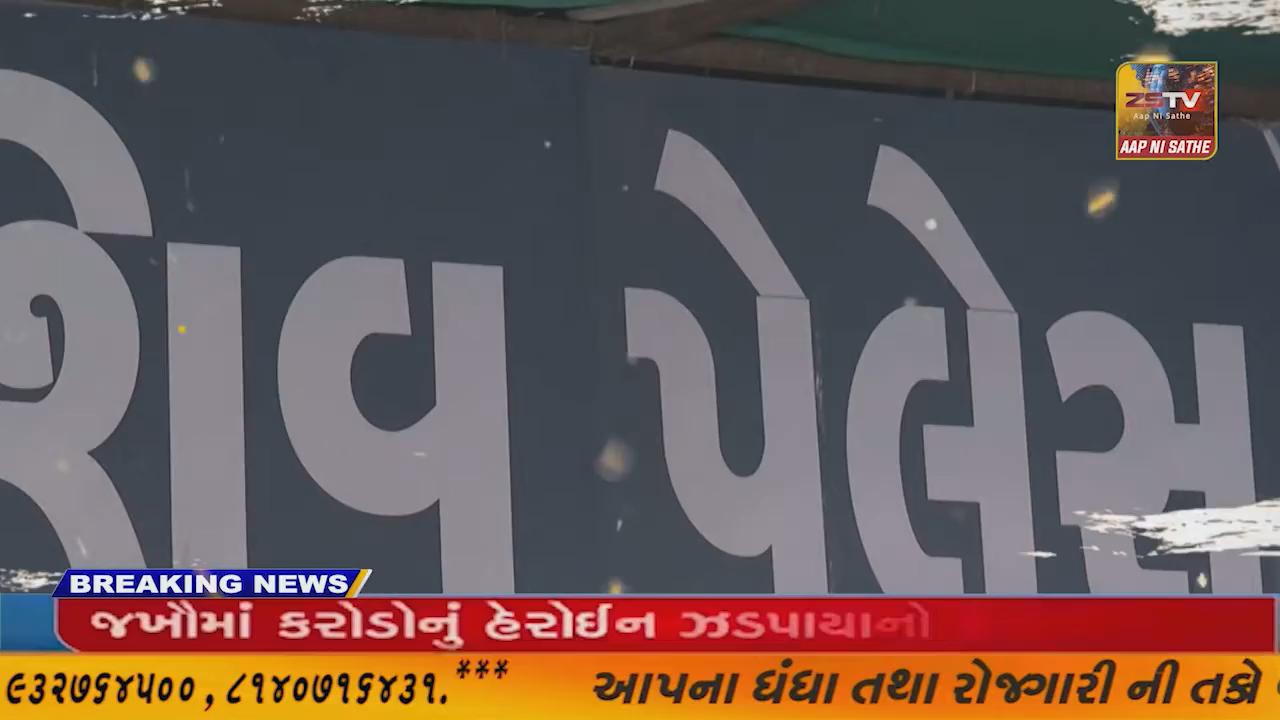 ZSTV
Aap Ni Sathe
AAP NI SATHE
શિવ પેલેસ
BREAKING NEWS
જખૌમાં કરોડોનું હેરોઈન ઝડપાયાનો
૯૩૨૭૬૪૫૦૦,૮૧૪૦૭૧૬૪૩૧.*** આપના ધંધા તથા રોજગારી ની તકો